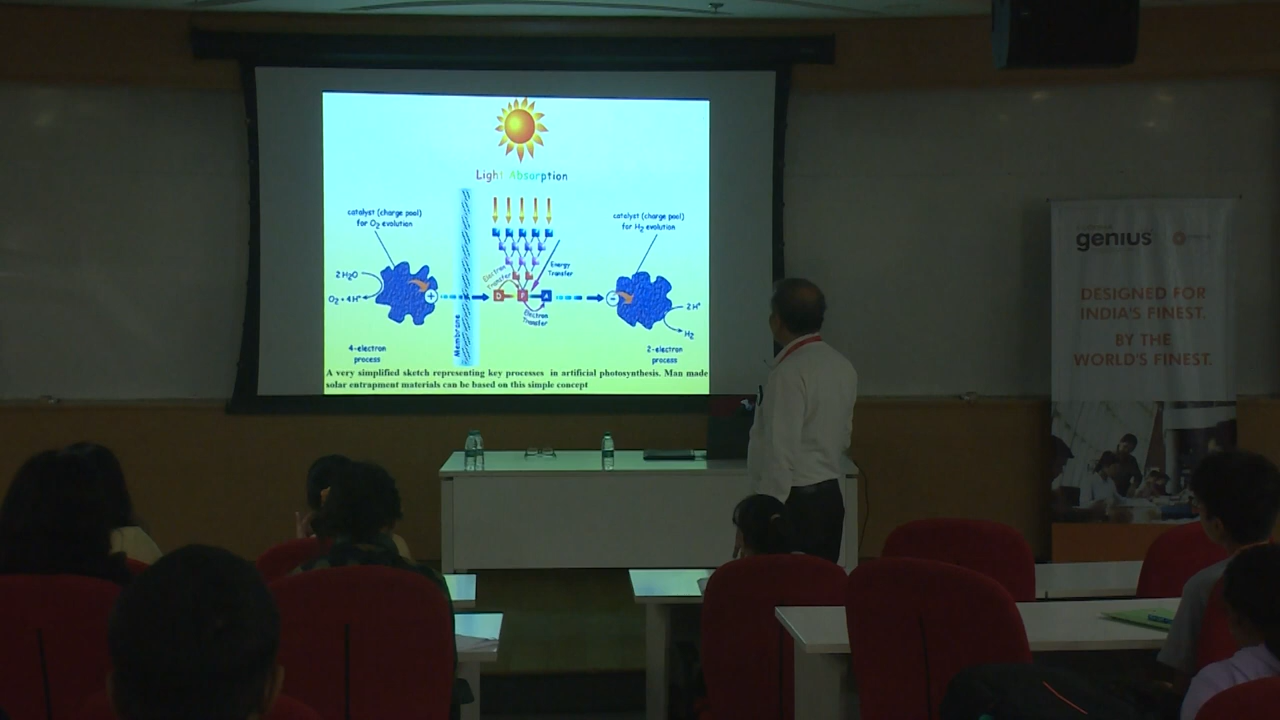 Light Absorption
catalyst (charge pool)
for O2 evolution
catalyst (charge pool)
for H2 evolution
2 H2O
O2 + 4H+
+
Membrane
Electron
Transfer
Energy
Transfer
D
P
A
Electron
Transfer
-
2 H+
H2
4-electron
process
2-electron
process
A very simplified sketch representing key processes in artificial photosynthesis. Man made
solar entrapment materials can be based on this simple concept
genius
DESIGNED FOR
INDIA'S FINEST.
BY THE
WORLD'S FINEST.